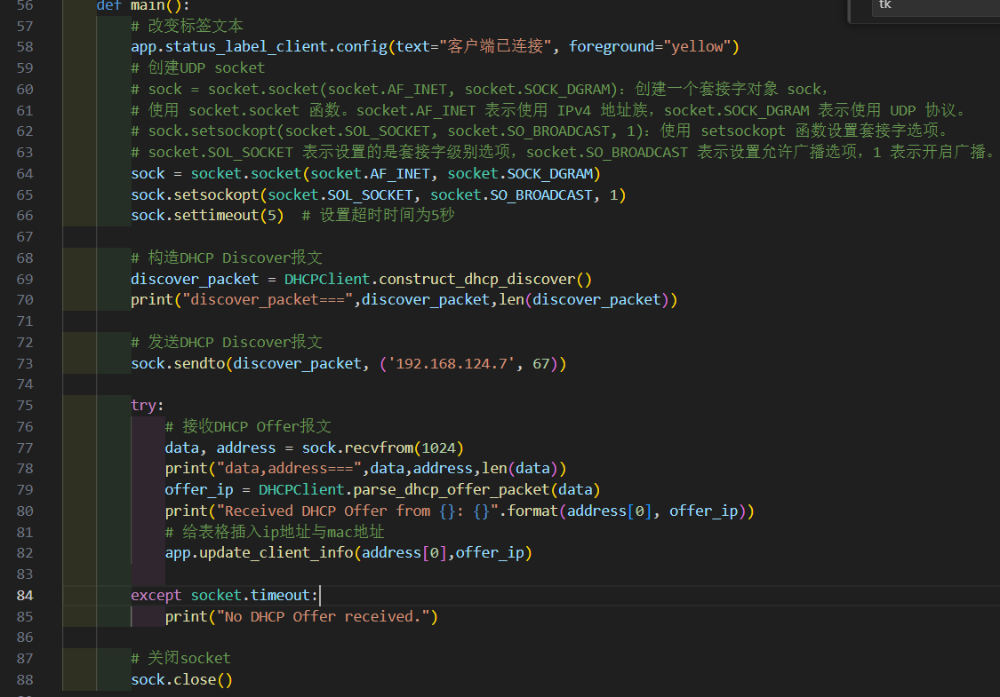 tk
56 def main():
57 # 改变标签文本
58 app.status_label_client.config(text="客户端已连接", foreground="yellow")
59 # 创建UDP socket
60 # sock = socket.socket(socket.AF_INET, socket.SOCK_DGRAM)：创建一个套接字对象 sock，
61 # 使用 socket.socket 函数。socket.AF_INET 表示使用 IPv4 地址族，socket.SOCK_DGRAM 表示使用 UDP 协议。
62 # sock.setsockopt(socket.SOL_SOCKET, socket.SO_BROADCAST, 1)：使用 setsockopt 函数设置套接字选项。
63 # socket.SOL_SOCKET 表示设置的是套接字级别选项，socket.SO_BROADCAST 表示设置允许广播选项，1 表示开启广播。
64 sock = socket.socket(socket.AF_INET, socket.SOCK_DGRAM)
65 sock.setsockopt(socket.SOL_SOCKET, socket.SO_BROADCAST, 1)
66 sock.settimeout(5)  # 设置超时时间为5秒
67
68 # 构造DHCP Discover报文
69 discover_packet = DHCPClient.construct_dhcp_discover()
70 print("discover_packet===",discover_packet,len(discover_packet))
71
72 # 发送DHCP Discover报文
73 sock.sendto(discover_packet, ('192.168.124.7', 67))
74
75 try:
76 # 接收DHCP Offer报文
77 data, address = sock.recvfrom(1024)
78 print("data,address===",data,address,len(data))
79 offer_ip = DHCPClient.parse_dhcp_offer_packet(data)
80 print("Received DHCP Offer from {}: {}".format(address[0], offer_ip))
81 # 给表格插入ip地址与mac地址
82 app.update_client_info(address[0],offer_ip)
83
84 except socket.timeout:
85 print("No DHCP Offer received.")
86
87 # 关闭socket
88 sock.close()